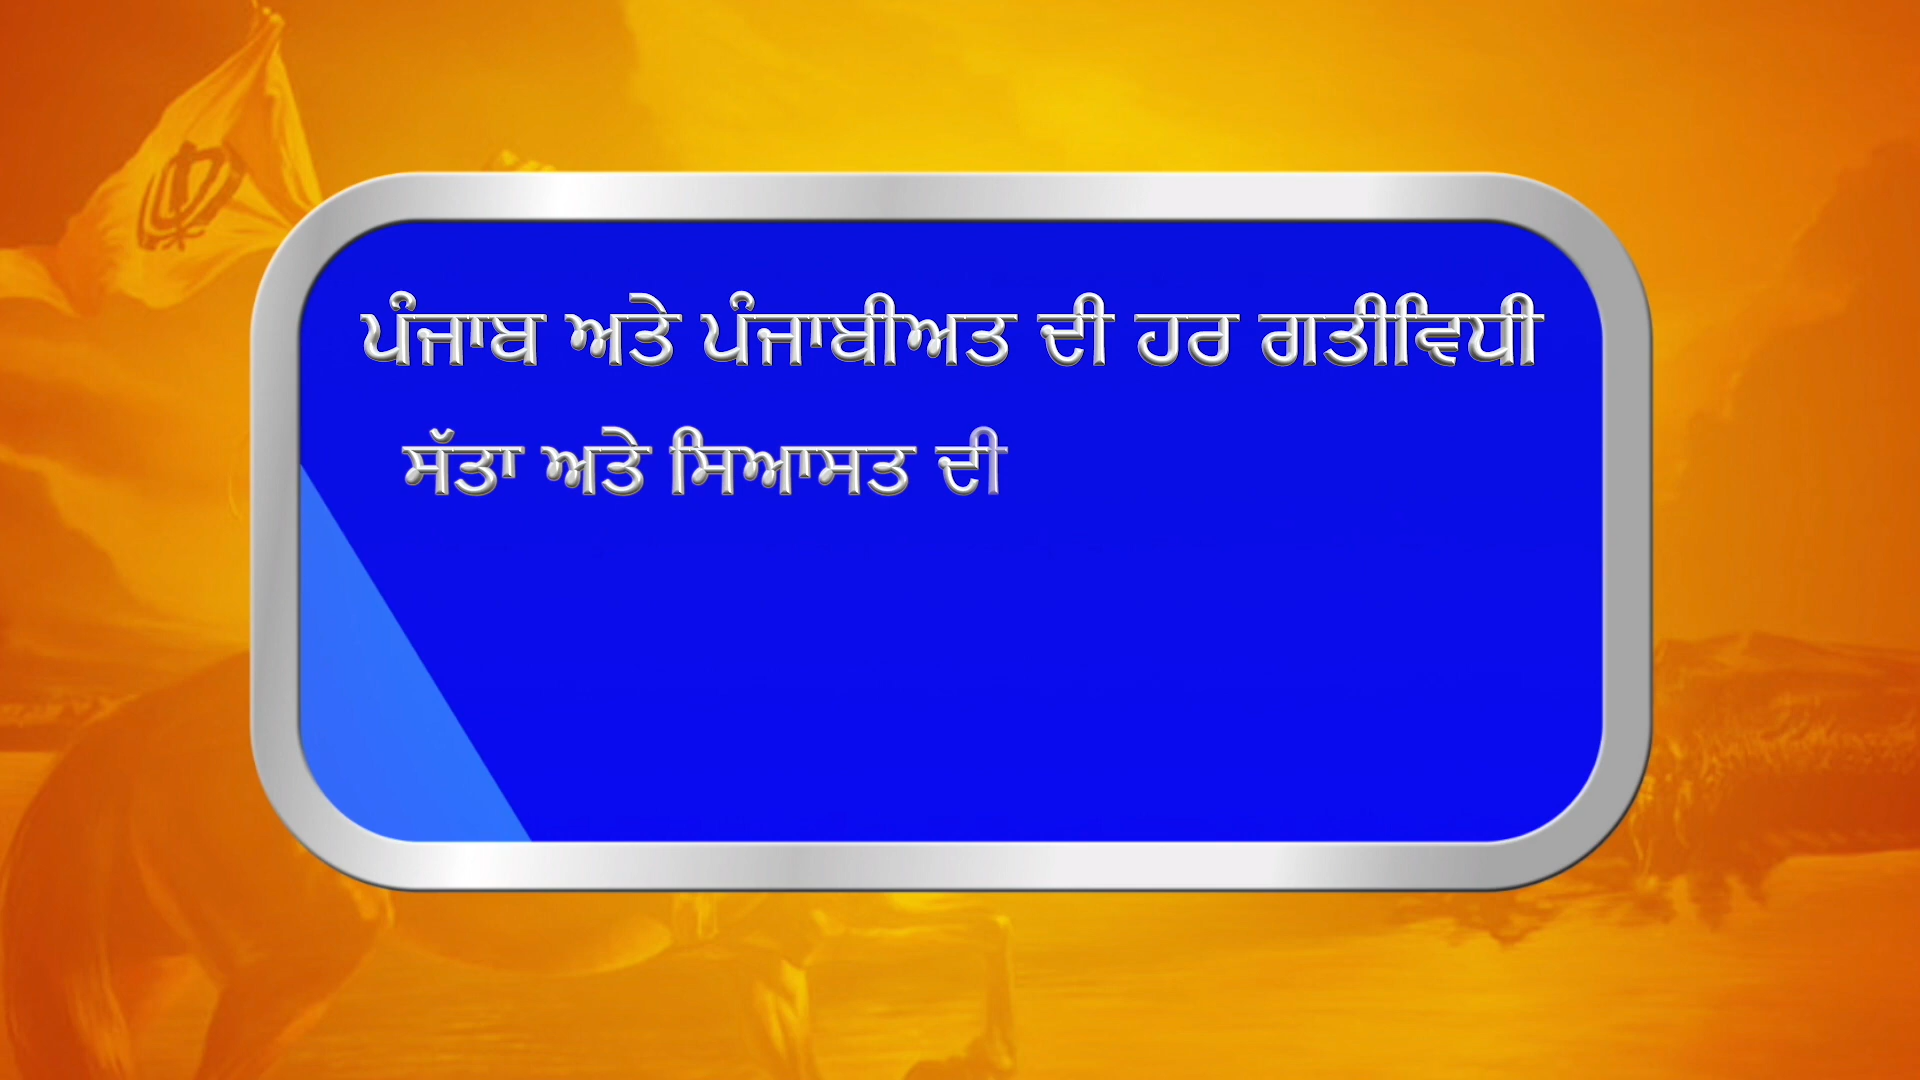 ਪੰਜਾਬ ਅਤੇ ਪੰਜਾਬੀਅਤ ਦੀ ਹਰ ਗਤੀਵਿਧੀ
ਸੱਤਾ ਅਤੇ ਸਿਆਸਤ ਦੀ